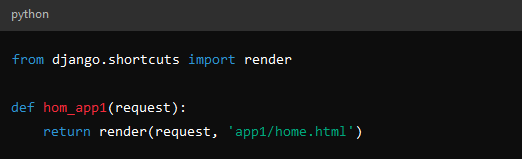 python
from django.shortcuts import render
def hom_app1(request):
    return render(request, 'app1/home.html')